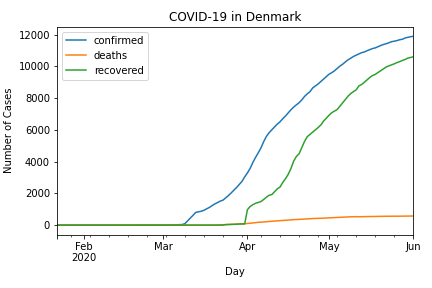 COVID-19 in Denmark
confirmed
deaths
recovered
Number of Cases
12000
10000
8000
6000
4000
2000
0
Feb
2020
Mar
Apr
May
Jun
Day